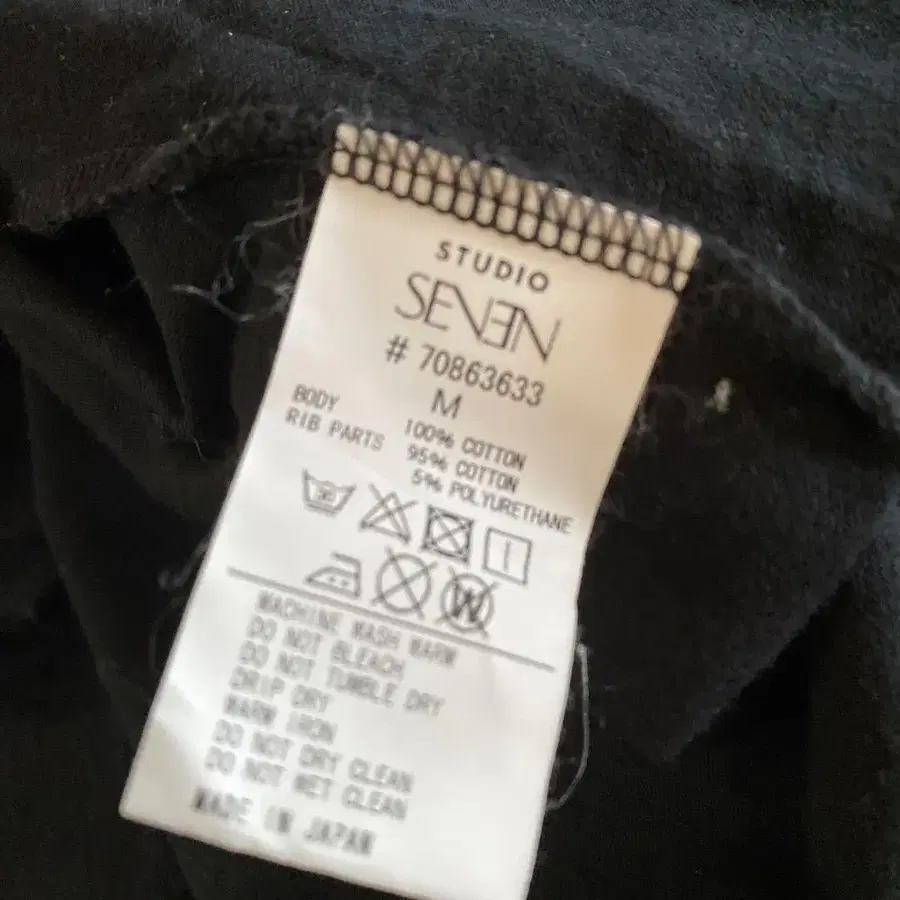 STUDIO
SEVEN
# 70863633
M
BODY 100% COTTON
RIB PARTS 95% COTTON
5% POLYURETHANE
W
MACHINE WASH WARM
DO NOT BLEACH
DO NOT TUMBLE DRY
DRIP DRY
WARM IRON
DO NOT DRY CLEAN
DO NOT WET CLEAN
MADE IN JAPAN